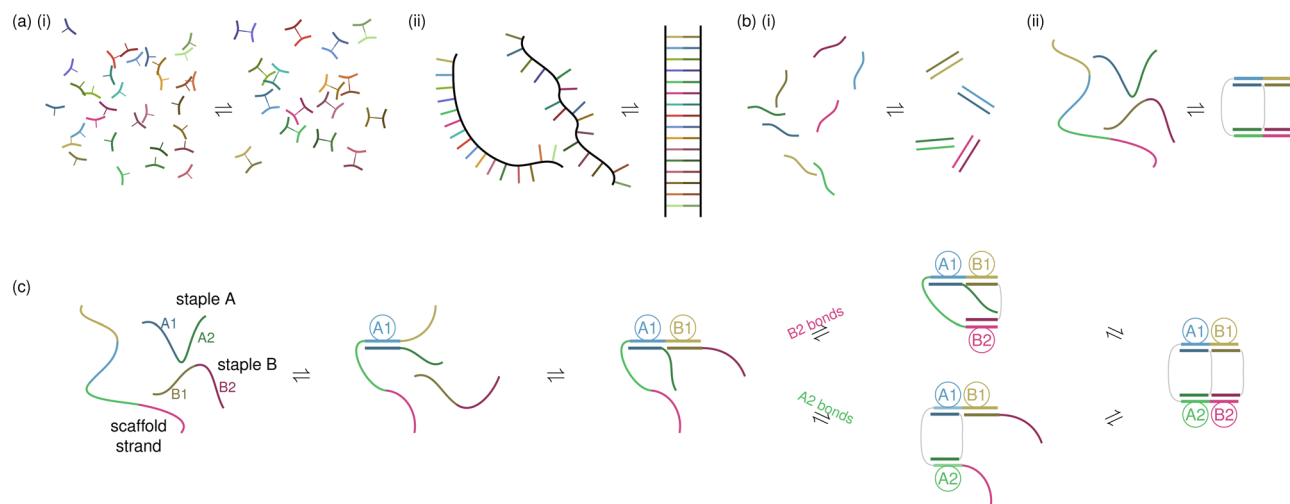 (a) (i)
(ii)
(b) (i)
(ii)
(c)
staple A
A1
A2
staple B
B1
B2
scaffold
strand
A1
A1
B1
B2 bonds
A2 bonds
A1
B1
B2
A1
B1
A2
A1
B1
A2
B2